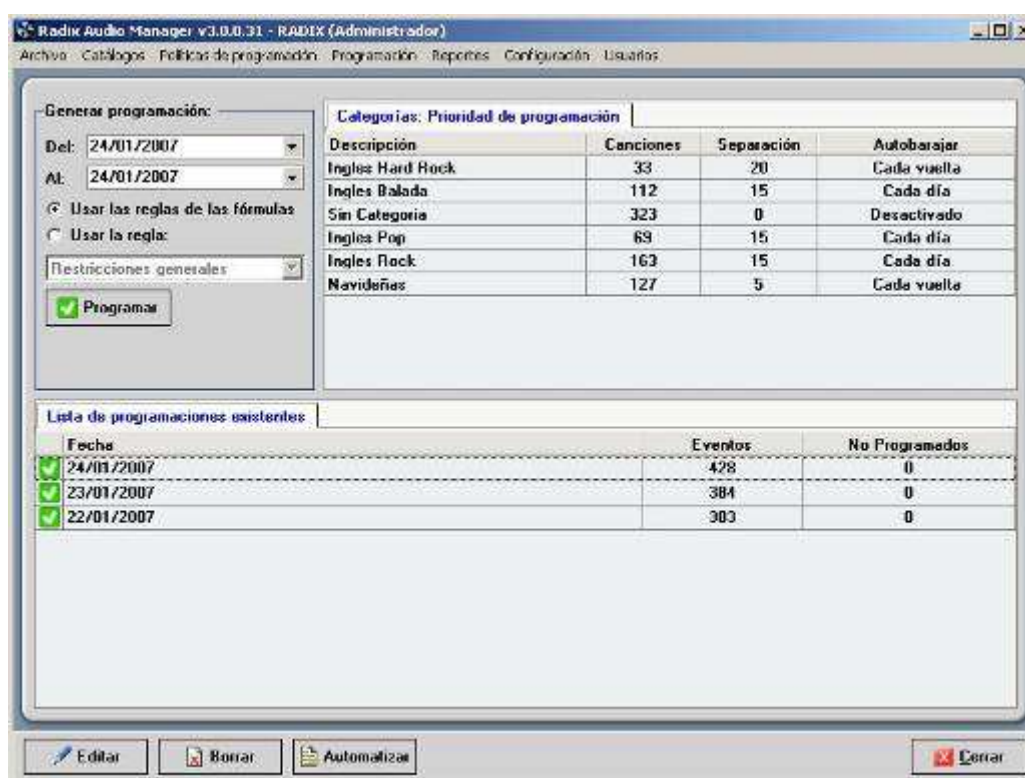 Radix Audio Manager v3.0.0.31 - RADIX (Administrador)
Archivo Catálogos Políticas de programación Programación Reportes Configuración Usuarios
Generar programación:
Del: 24/01/2007
Al: 24/01/2007
Usar las reglas de las fórmulas
Usar la regla:
Restricciones generales
Programar
Categorías: Prioridad de programación
Descripción Canciones Separación Autobarajar
Ingles Hard Rock 33 20 Cada vuelta
Ingles Balada 112 15 Cada día
Sin Categoria 323 0 Desactivado
Ingles Pop 69 15 Cada día
Ingles Rock 163 15 Cada día
Navideñas 127 5 Cada vuelta
Lista de programaciones existentes
Fecha Eventos No Programados
24/01/2007 428 0
23/01/2007 384 0
22/01/2007 303 0
Editar Borrar Automatizar Cerrar